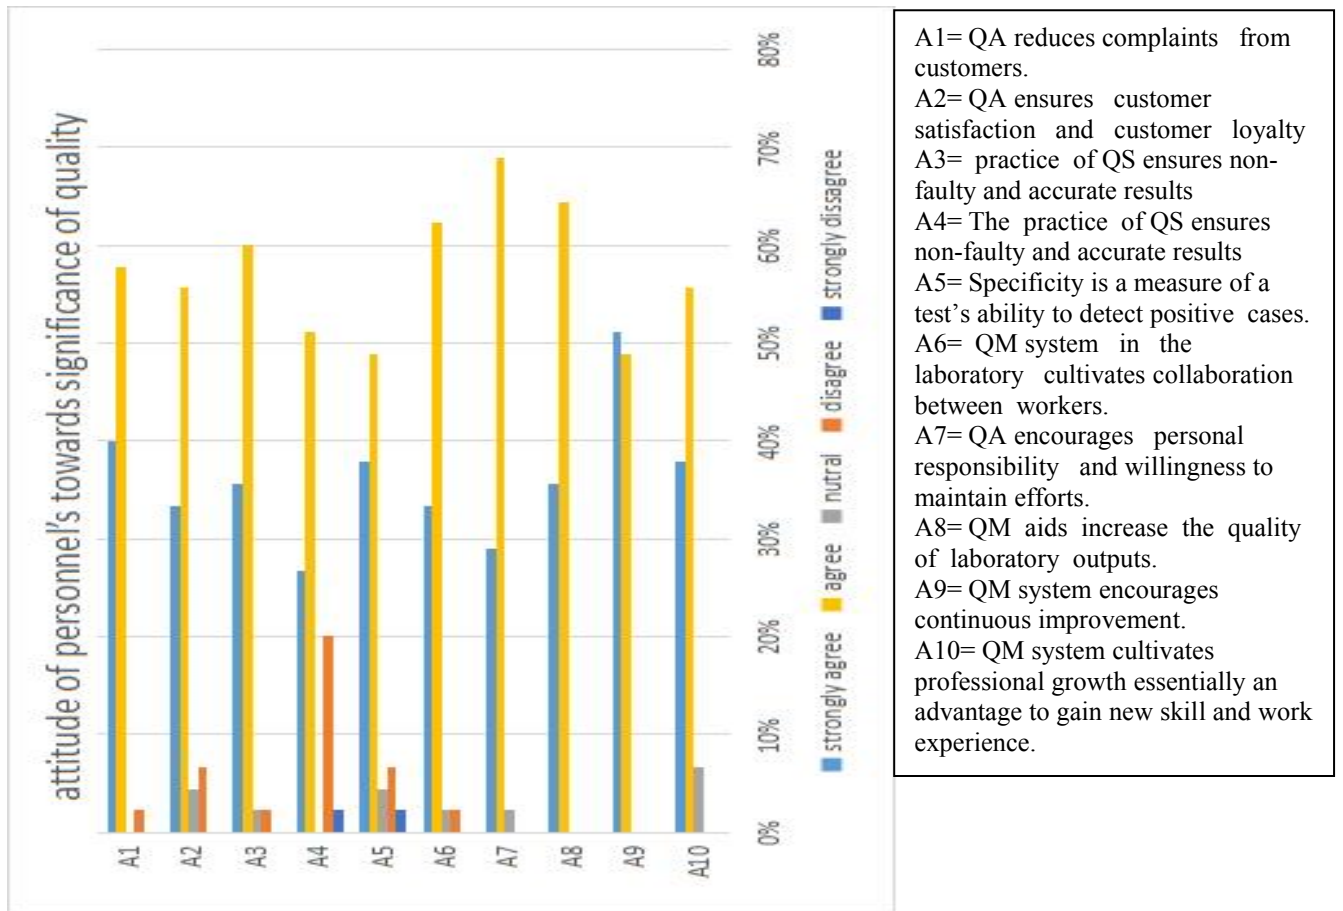 attitude of personnel's towards significance of quality
80%
70%
60%
50%
40%
30%
20%
10%
0%
A1
A2
A3
A4
A5
A6
A7
A8
A9
A10
strongly agree
agree
nutral
disagree
strongly dissagree
A1= QA reduces complaints from
customers.
A2= QA ensures customer
satisfaction and customer loyalty
A3= practice of QS ensures non-
faulty and accurate results
A4= The practice of QS ensures
non-faulty and accurate results
A5= Specificity is a measure of a
test's ability to detect positive cases.
A6= QM system in the
laboratory cultivates collaboration
between workers.
A7= QA encourages personal
responsibility and willingness to
maintain efforts.
A8= QM aids increase the quality
of laboratory outputs.
A9= QM system encourages
continuous improvement.
A10= QM system cultivates
professional growth essentially an
advantage to gain new skill and work
experience.